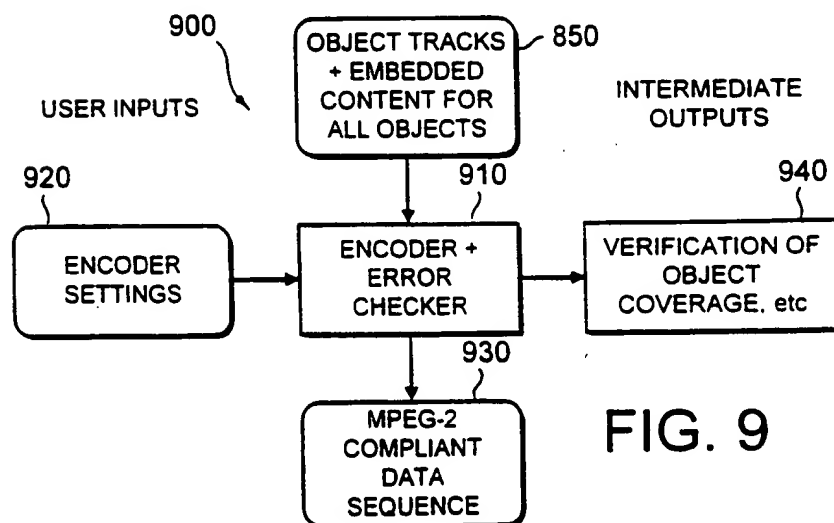 900
OBJECT TRACKS
+ EMBEDDED
CONTENT FOR
ALL OBJECTS
850
USER INPUTS
INTERMEDIATE
OUTPUTS
920
ENCODER
SETTINGS
910
ENCODER +
ERROR
CHECKER
940
VERIFICATION OF
OBJECT
COVERAGE. etc
930
MPEG-2
COMPLIANT
DATA
SEQUENCE
FIG. 9